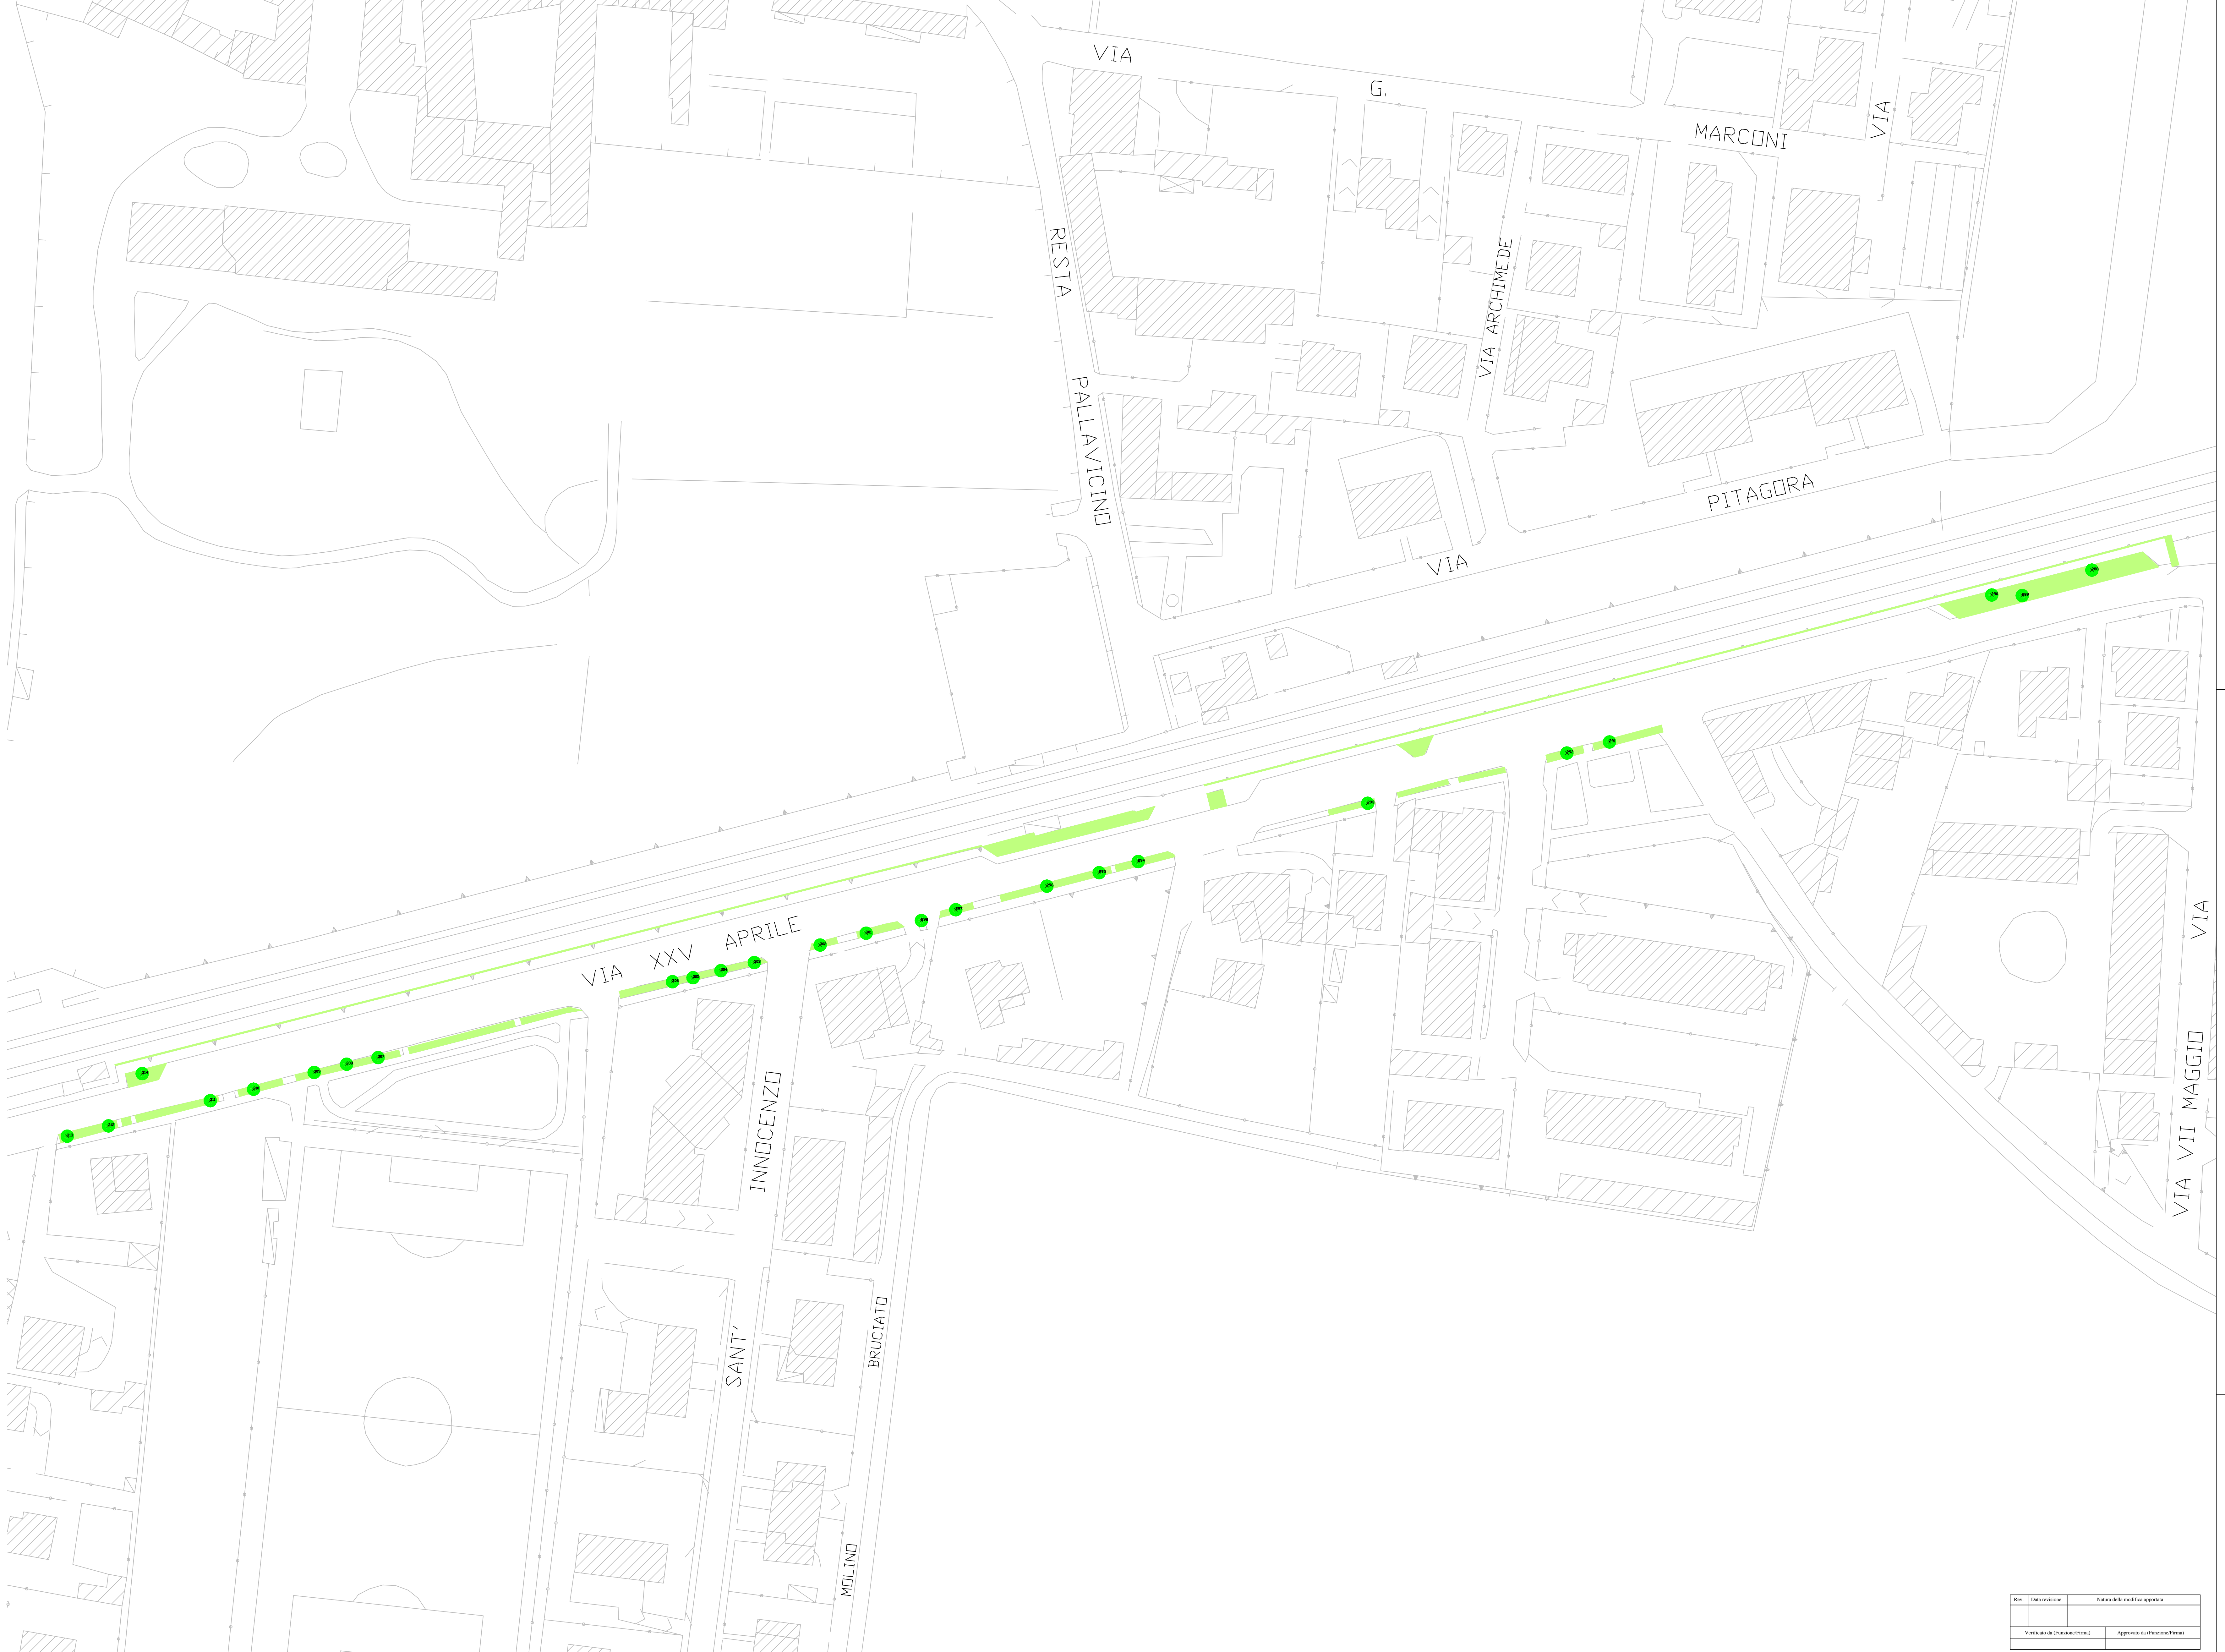 VIA
G.
MARCONI
VIA
RESTA
PALLAVICINO
VIA ARCHIMEDE
VIA
PITAGORA
VIA XXV APRILE
SANT'
INNOCENZO
MOLINO
BRUCIATO
VIA
VIA VII MAGGIO
Rev. Data revisione Natura della modifica apportata
Verificato da (Funzione/Firma) Approvato da (Funzione/Firma)